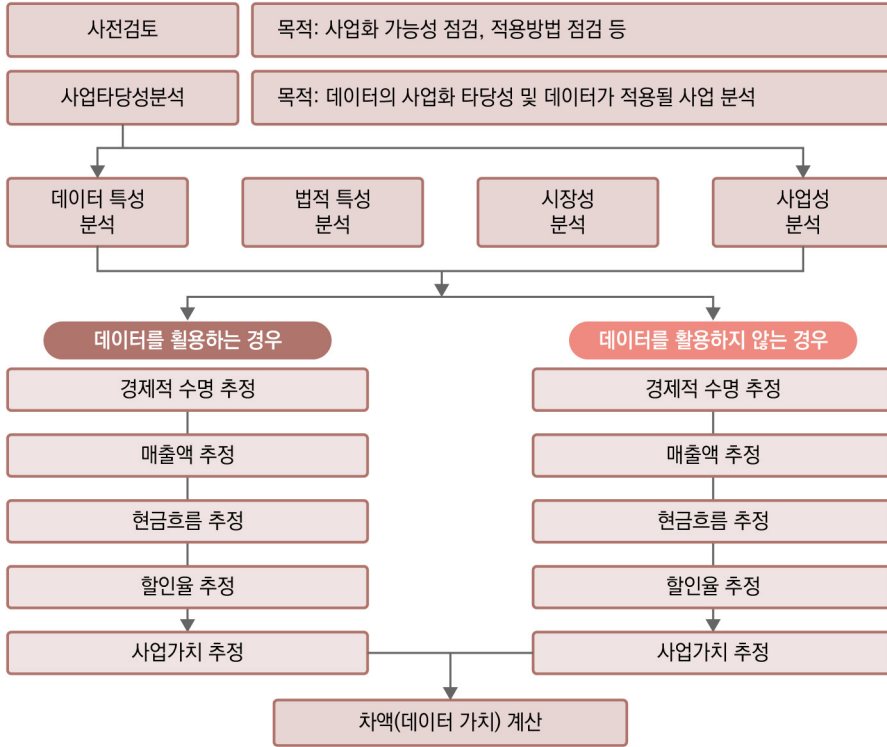 사전검토
목적: 사업화 가능성 점검, 적용방법 점검 등
사업타당성분석
목적: 데이터의 사업화 타당성 및 데이터가 적용될 사업 분석
데이터 특성
분석
법적 특성
분석
시장성
분석
사업성
분석
데이터를 횔용하는 경우
데이터를 활용하지 않는 경우
경제적 수명 추정
경제적 수명 추정
매출액 추정
매출액 추정
현금흐름 추정
현금흐름 추정
할인율 추정
할인율 추정
사업가치 추정
사업가치 추정
차액(데이터 가치) 계산